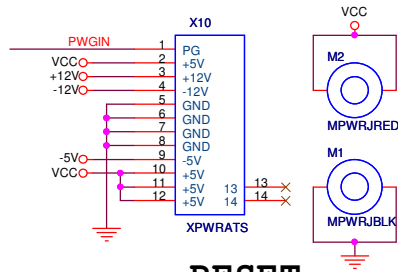 X10
PWGIN 1 PG
VCC 2 +5V
+12V 3 +12V
-12V 4 -12V
5 GND
6 GND
7 GND
8 GND
-5V 9 -5V
VCC 10 +5V
11 +5V 13 13
12 +5V 14 14
XPWRATS
VCC
M2
MPWRJRED
M1
MPWRJBLK
RESET